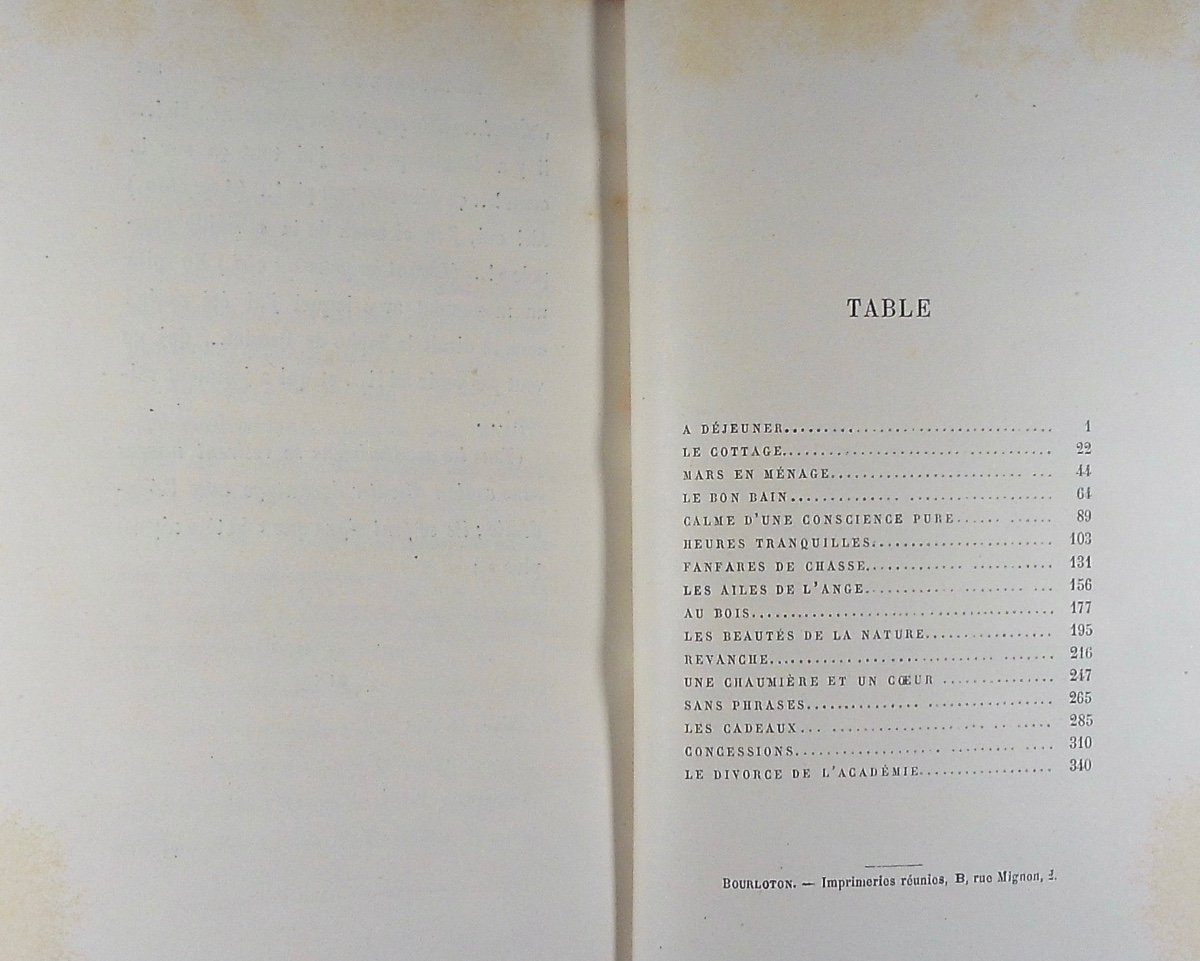 TABLE
A DÉJEUNER.................................. 1
LE COTTAGE.................................. 22
MARS EN MÉNAGE.............................. 44
LE BON BAIN................................. 64
CALME D'UNE CONSCIENCE PURE............ 89
HEURES TRANQUILLES........................ 103
FANFARES DE CHASSE........................ 131
LES AILES DE L'ANGE........................ 156
AU BOIS..................................... 177
LES BEAUTÉS DE LA NATURE................. 195
REVANCHE................................... 216
UNE CHAUMIÈRE ET UN CŒUR ............... 247
SANS PHRASES............................... 265
LES CADEAUX................................ 285
CONCESSIONS................................ 310
LE DIVORCE DE L'ACADÉMIE.................. 340
BOURLOTON. — Imprimeries réunies, B, rue Mignon, 2.